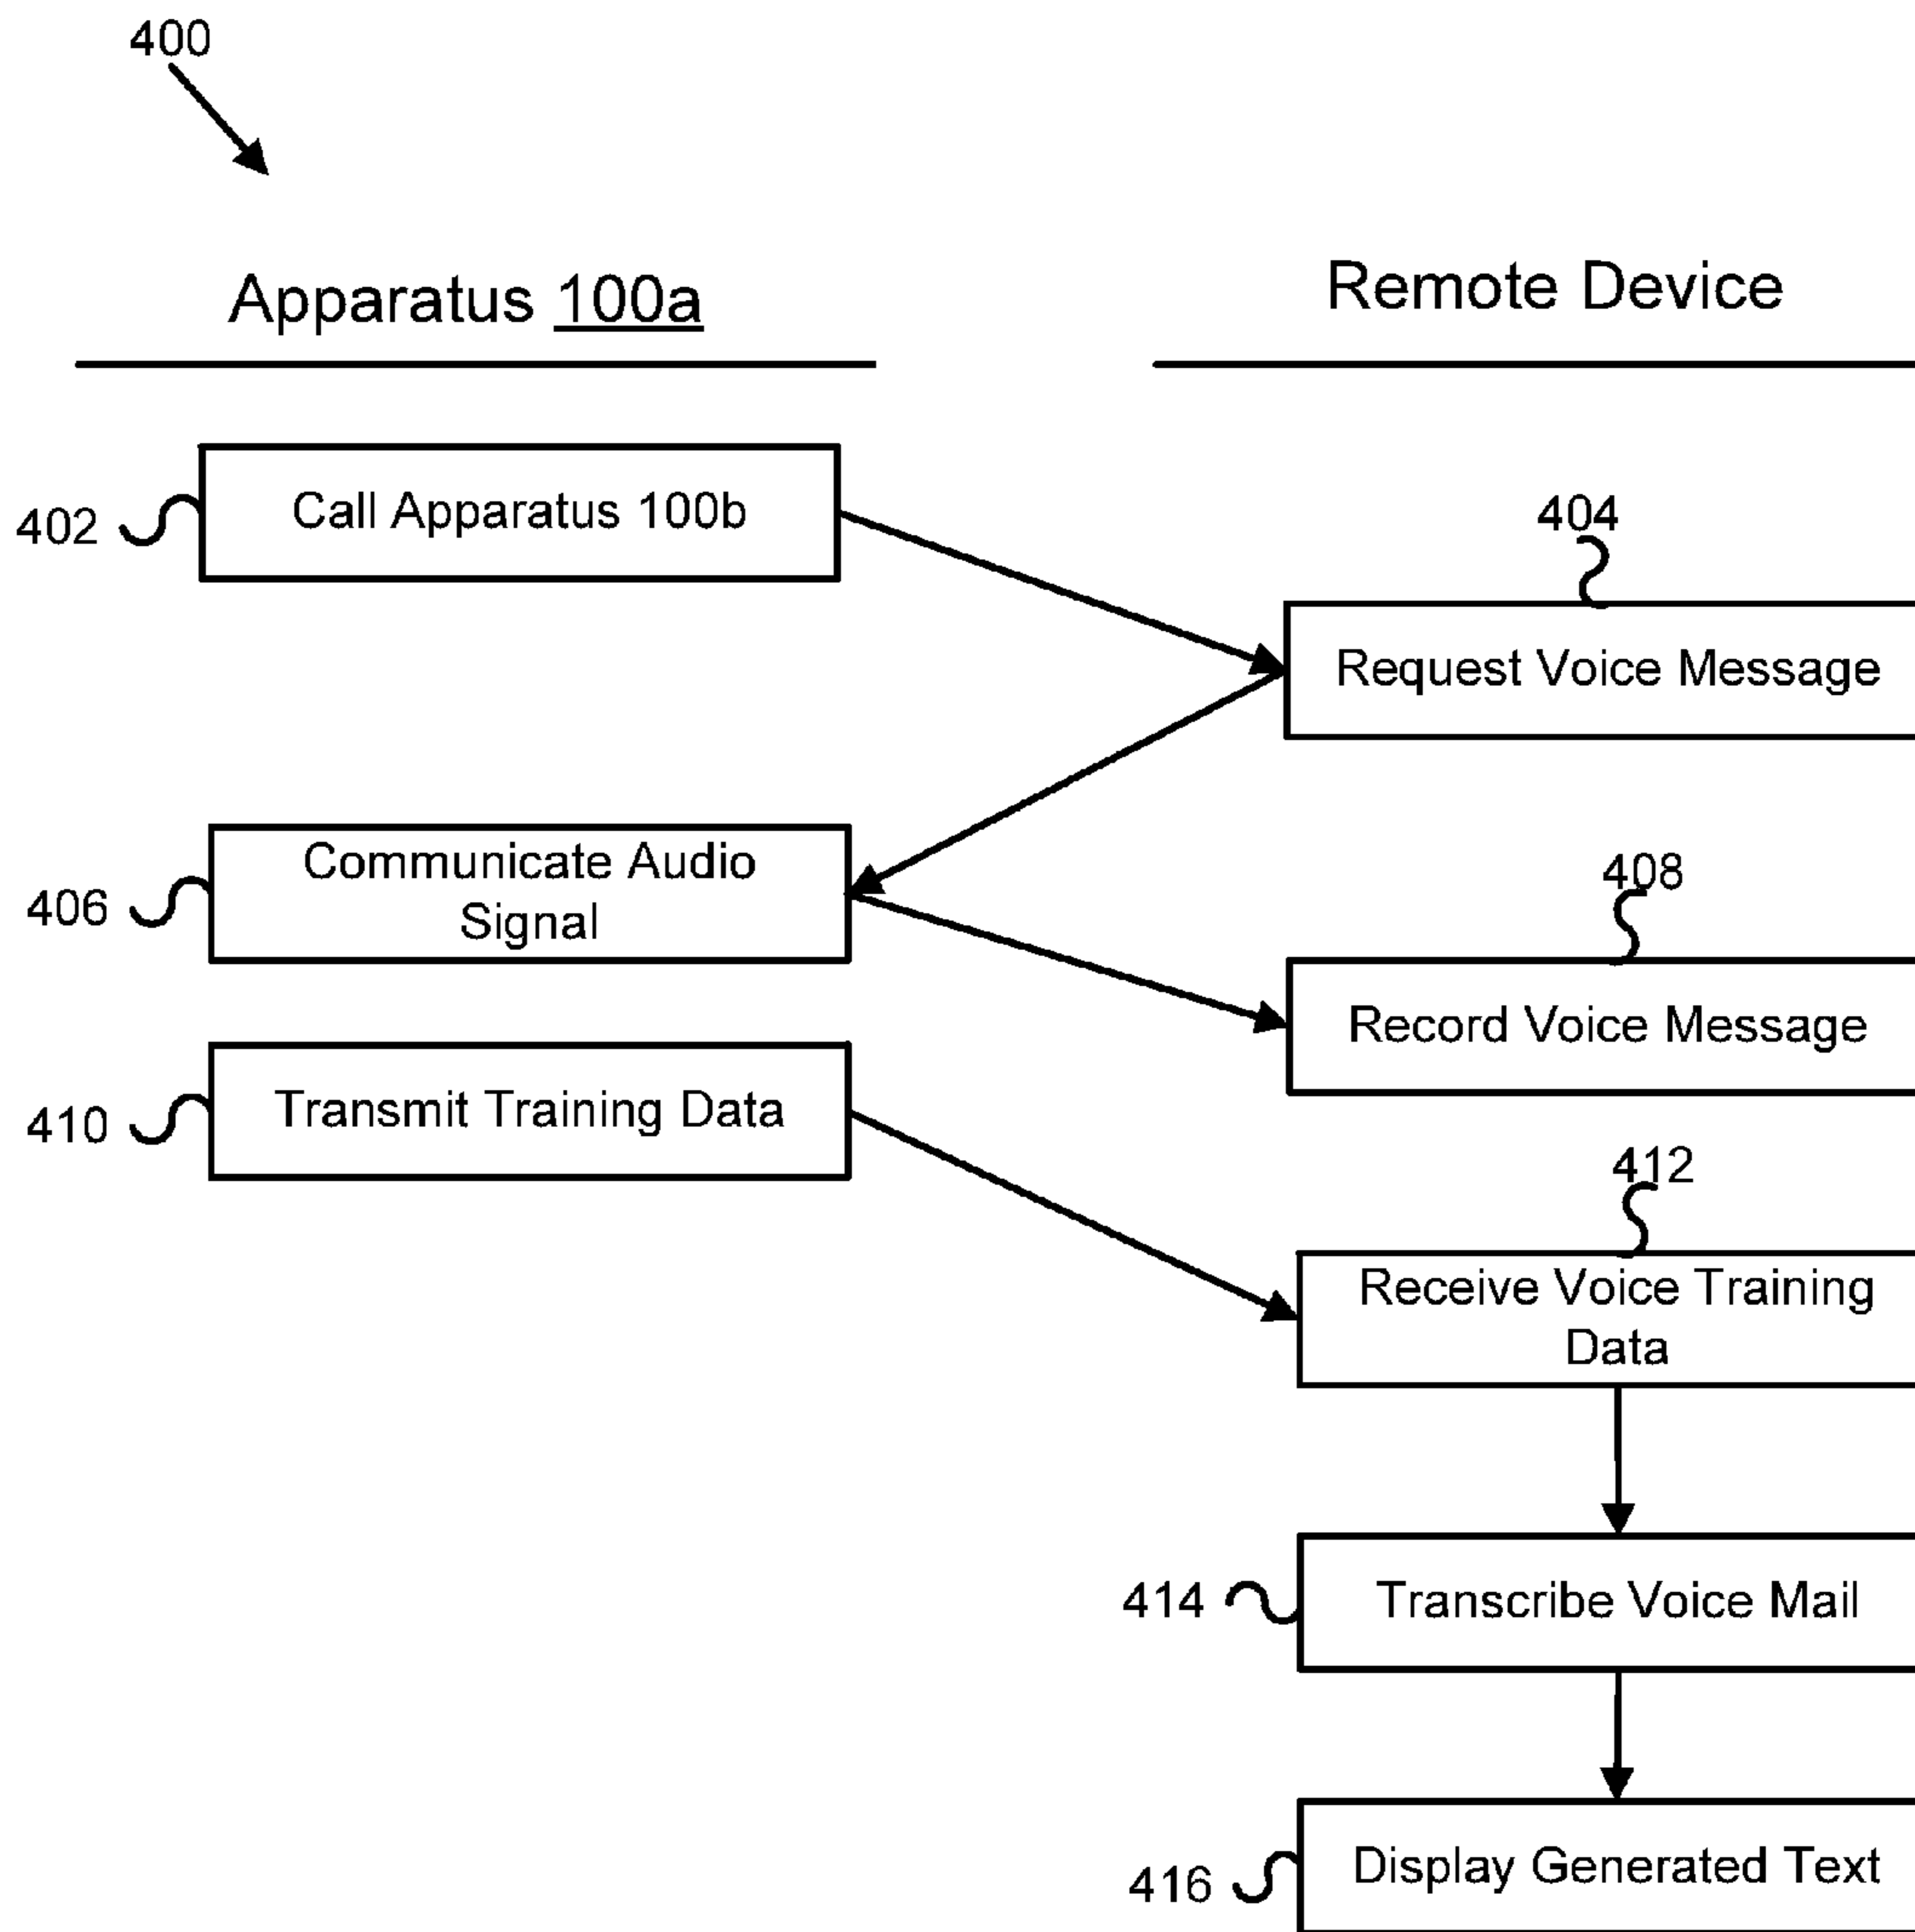 400
Apparatus 100a
Remote Device
Call Apparatus 100b
402
404
Request Voice Message
Communicate Audio
Signal
406
408
Record Voice Message
Transmit Training Data
410
412
Receive Voice Training
Data
414
Transcribe Voice Mail
416
Display Generated Text